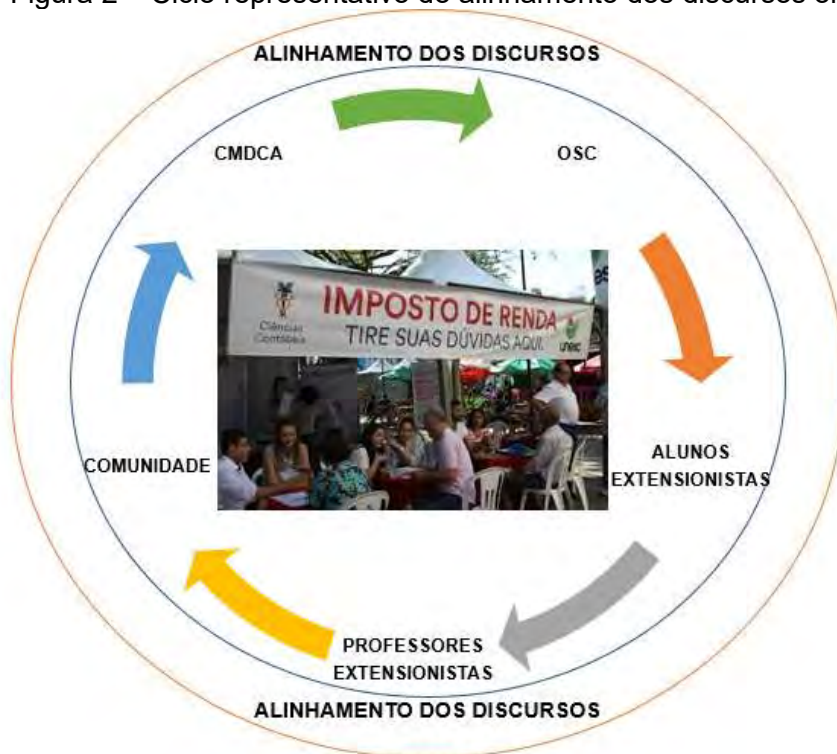 Figura 2 – Ciclo representativo do alinhamento dos discursos
ALINHAMENTO DOS DISCURSOS
CMDCA
OSC
IMPOSTO DE RENDA
TIRE SUAS DÚVIDAS AQUI.
Ciências
Contábeis
unesc
COMUNIDADE
ALUNOS
EXTENSIONISTAS
PROFESSORES
EXTENSIONISTAS
ALINHAMENTO DOS DISCURSOS